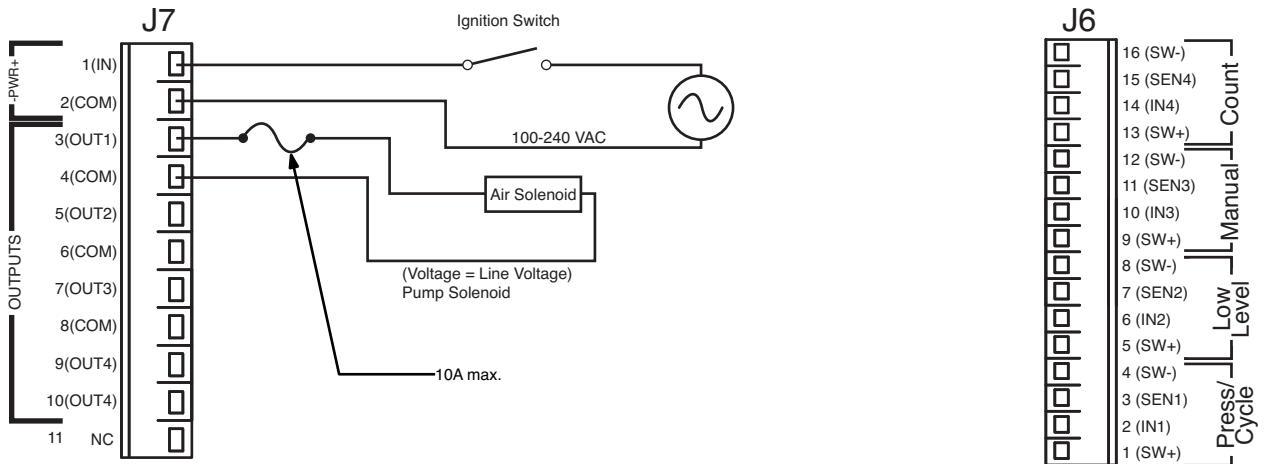 J7
Ignition Switch
-PWR+
1(IN)
2(COM)
100-240 VAC
OUTPUTS
3(OUT1)
4(COM)
Air Solenoid
5(OUT2)
6(COM)
(Voltage = Line Voltage)
Pump Solenoid
7(OUT3)
8(COM)
9(OUT4)
10A max.
10(OUT4)
11 NC
J6
16 (SW-)
15 (SEN4)
14 (IN4)
13 (SW+)
Count
12 (SW-)
11 (SEN3)
10 (IN3)
9 (SW+)
Manual
8 (SW-)
7 (SEN2)
6 (IN2)
5 (SW+)
Low
Level
4 (SW-)
3 (SEN1)
2 (IN1)
1 (SW+)
Press/
Cycle